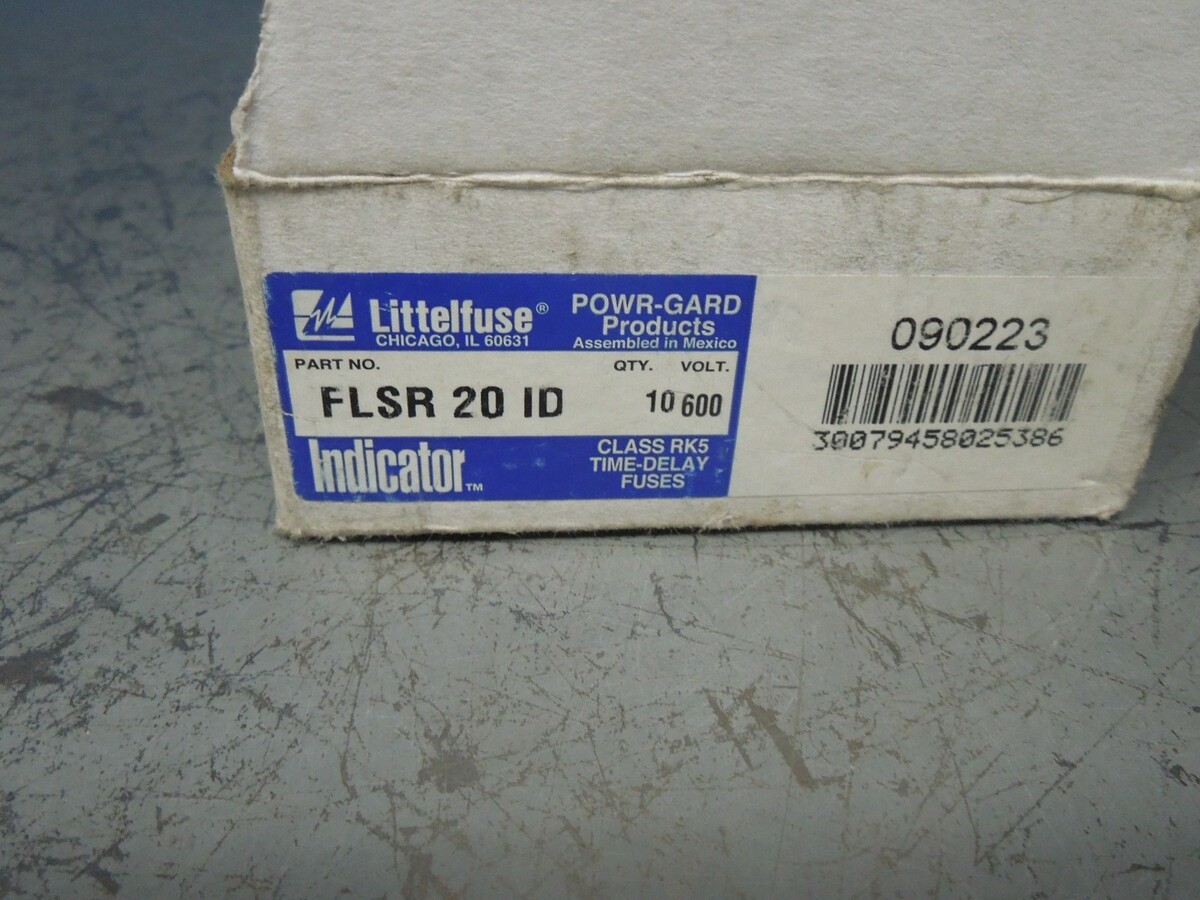 Littelfuse®
CHICAGO, IL 60631
POWR-GARD
Products
Assembled in Mexico
PART NO.
QTY. VOLT.
FLSR 20 ID
10 600
Indicator™
CLASS RK5
TIME-DELAY
FUSES
090223
30079458025386